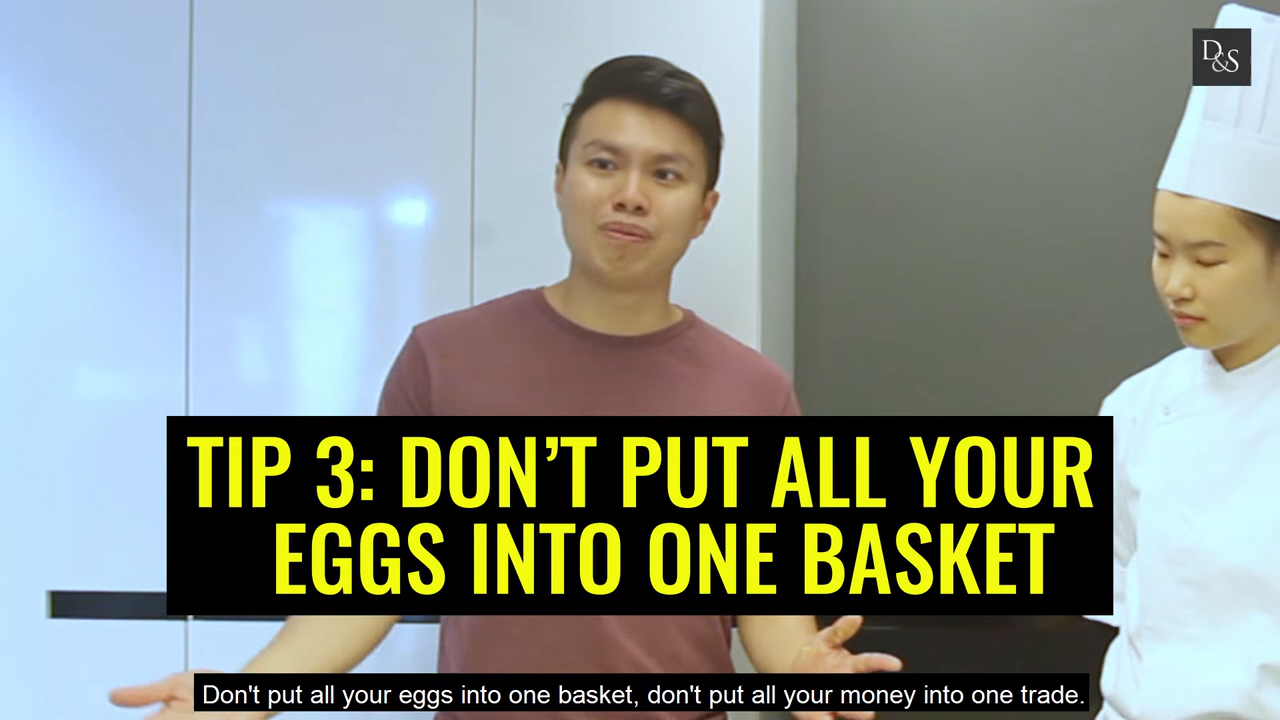 D&S
TIP 3: DON’T PUT ALL YOUR
EGGS INTO ONE BASKET
Don't put all your eggs into one basket, don't put all your money into one trade.